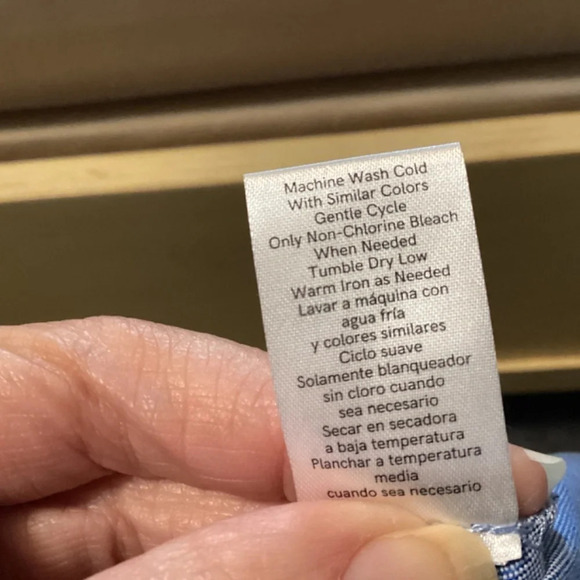 Machine Wash Cold
With Similar Colors
Gentle Cycle
Only Non-Chlorine Bleach
When Needed
Tumble Dry Low
Warm Iron as Needed
Lavar a máquina con
agua fría
y colores similares
Ciclo suave
Solamente blanqueador
sin cloro cuando
sea necesario
Secar en secadora
a baja temperatura
Planchar a temperatura
media
cuando sea necesario